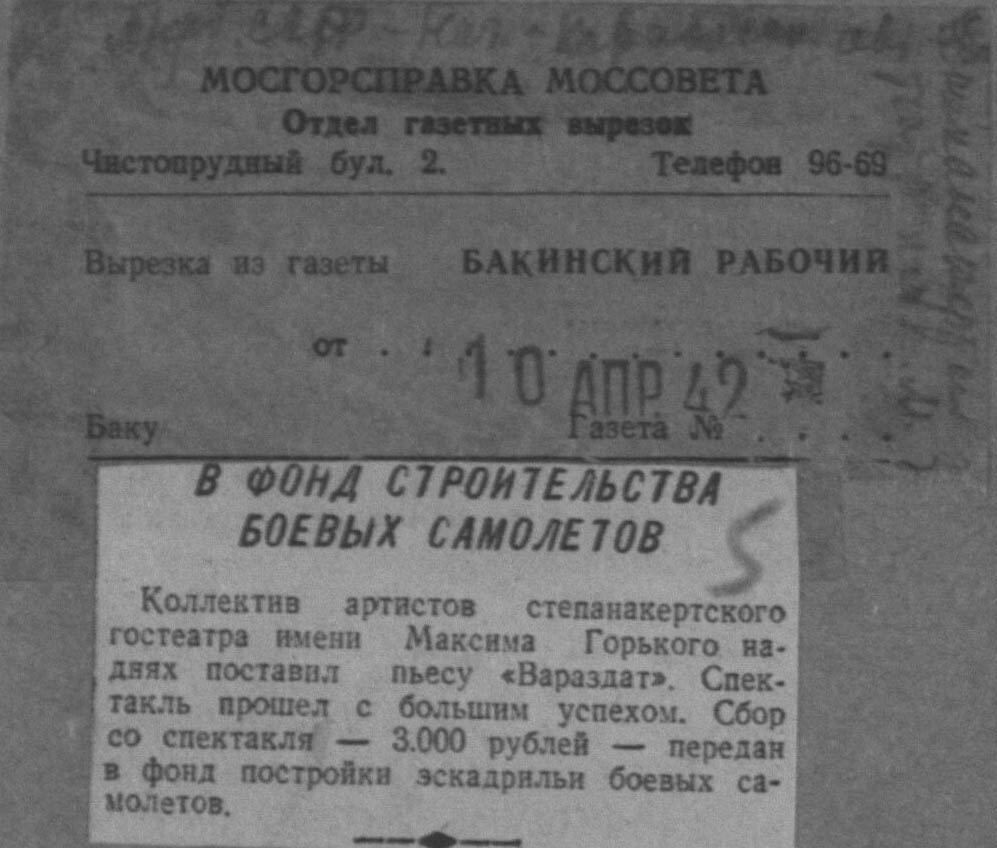 МОСГОРСПРАВКА МОССОВЕТА
Отдел газетных вырезок
Чистопрудный бул. 2. Телефон 96-69
Вырезка из газеты БАКИНСКИЙ РАБОЧИЙ
от . . . . . . . . . . . . .
10 АПР 42
Баку Газета № . . . .
В ФОНД СТРОИТЕЛЬСТВА
БОЕВЫХ САМОЛЕТОВ
5
Коллектив артистов степанакертского
гостеатра имени Максима Горького на-
днях поставил пьесу «Вараздат». Спек-
такль прошел с большим успехом. Сбор
со спектакля — 3.000 рублей — передан
в фонд постройки эскадрильи боевых са-
молетов.